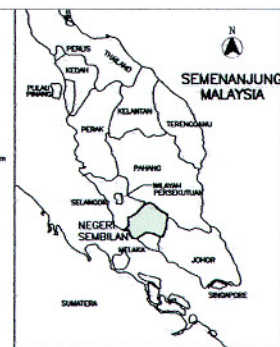 N
SEMENANJUNG
MALAYSIA
PERLIS
THAILAND
KEDAH
PULAU
PINANG
KELANTAN
TERENGGANU
PERAK
PAHANG
WILAYAH
PERSEKUTUAN
SELANGOR
NEGERI
SEMBILAN
MELAKA
JOHOR
SINGAPORE
SUMATERA
m